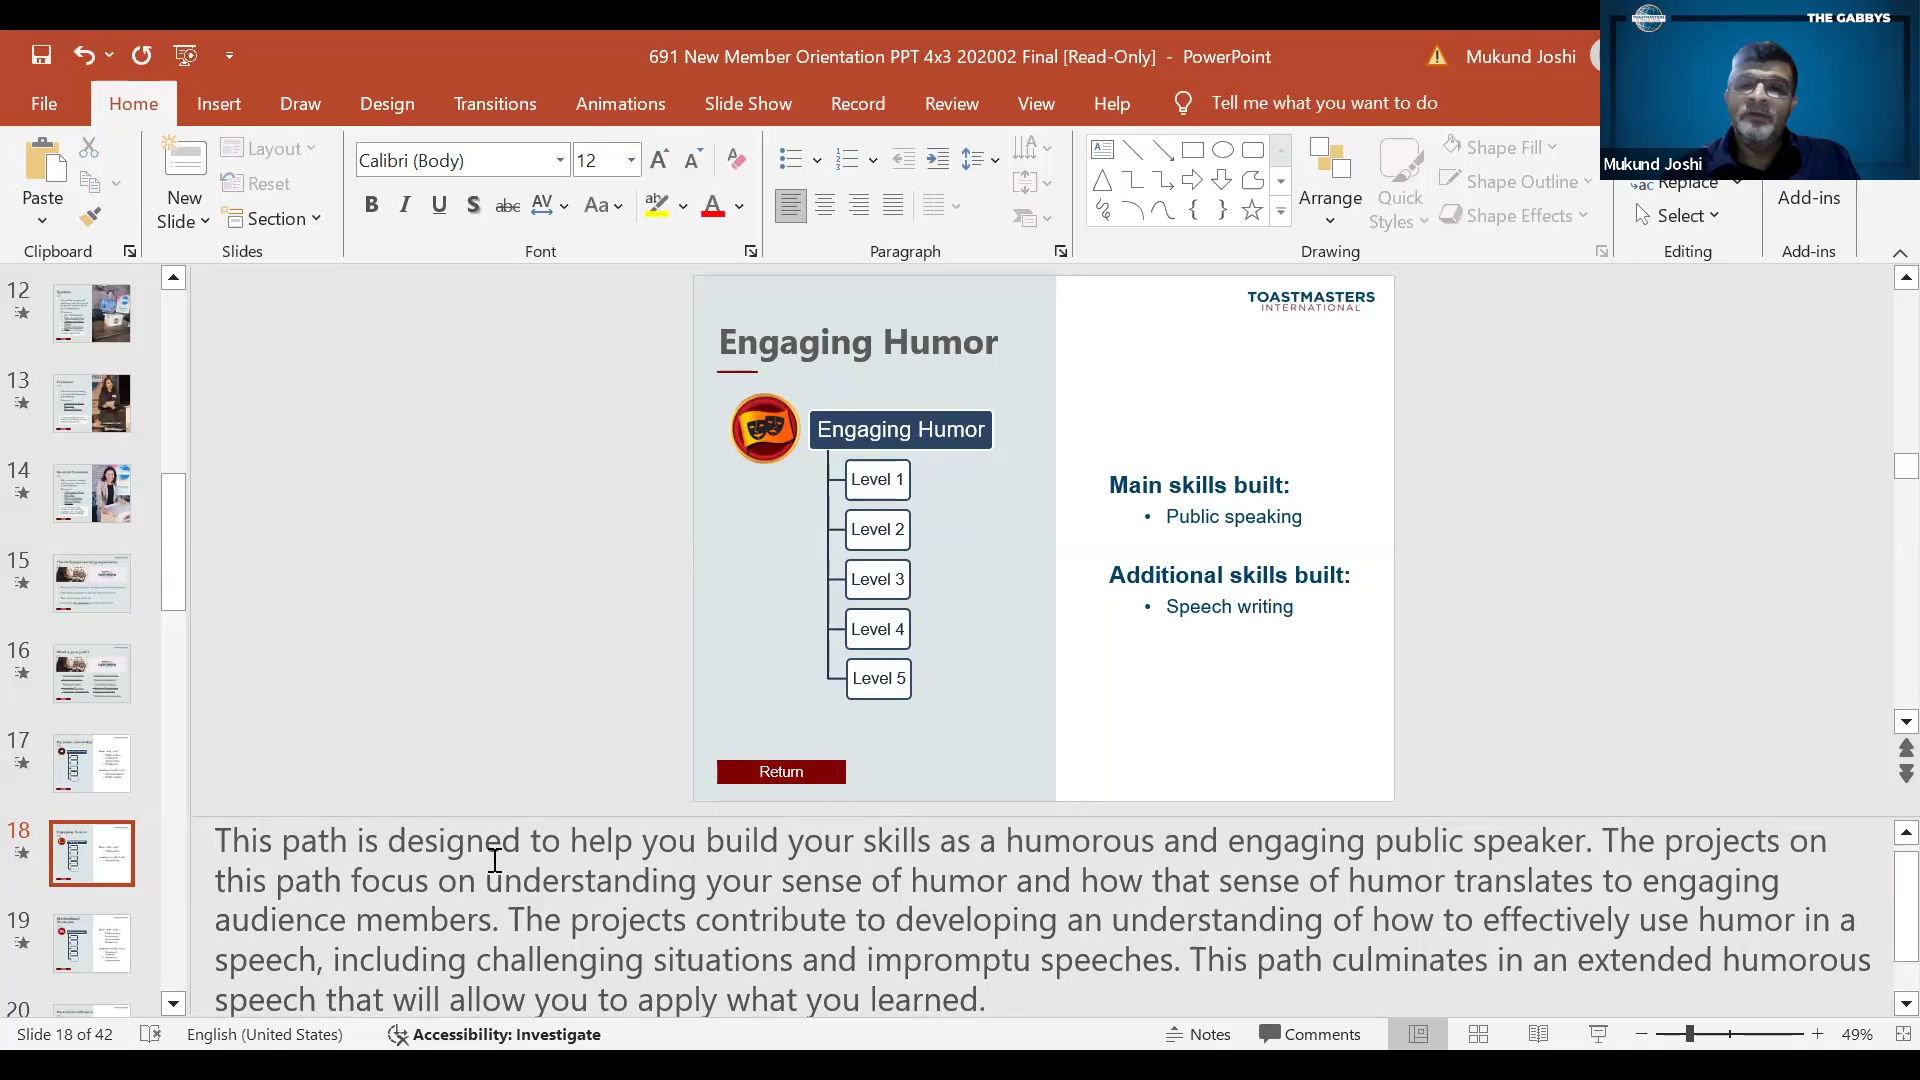 TOASTMASTERS
INTERNATIONAL
THE GABBYS
Mukund Joshi
691 New Member Orientation PPT 4x3 202002 Final [Read-Only] - PowerPoint
Mukund Joshi
File
Home
Insert
Draw
Design
Transitions
Animations
Slide Show
Record
Review
View
Help
Tell me what you want to do
Paste
Clipboard
New
Slide
Layout
Reset
Section
Slides
Calibri (Body)
12
B I U S abc AV Aa A
Font
Paragraph
Arrange
Quick
Styles
Shape Fill
Shape Outline
Shape Effects
Drawing
Replace
Select
Editing
Add-ins
Add-ins
12
13
14
15
16
17
18
19
20
TOASTMASTERS
INTERNATIONAL
Engaging Humor
Engaging Humor
Level 1
Level 2
Level 3
Level 4
Level 5
Return
Main skills built:
• Public speaking
Additional skills built:
• Speech writing
This path is designed to help you build your skills as a humorous and engaging public speaker. The projects on
this path focus on understanding your sense of humor and how that sense of humor translates to engaging
audience members. The projects contribute to developing an understanding of how to effectively use humor in a
speech, including challenging situations and impromptu speeches. This path culminates in an extended humorous
speech that will allow you to apply what you learned.
Slide 18 of 42
English (United States)
Accessibility: Investigate
Notes
Comments
49%